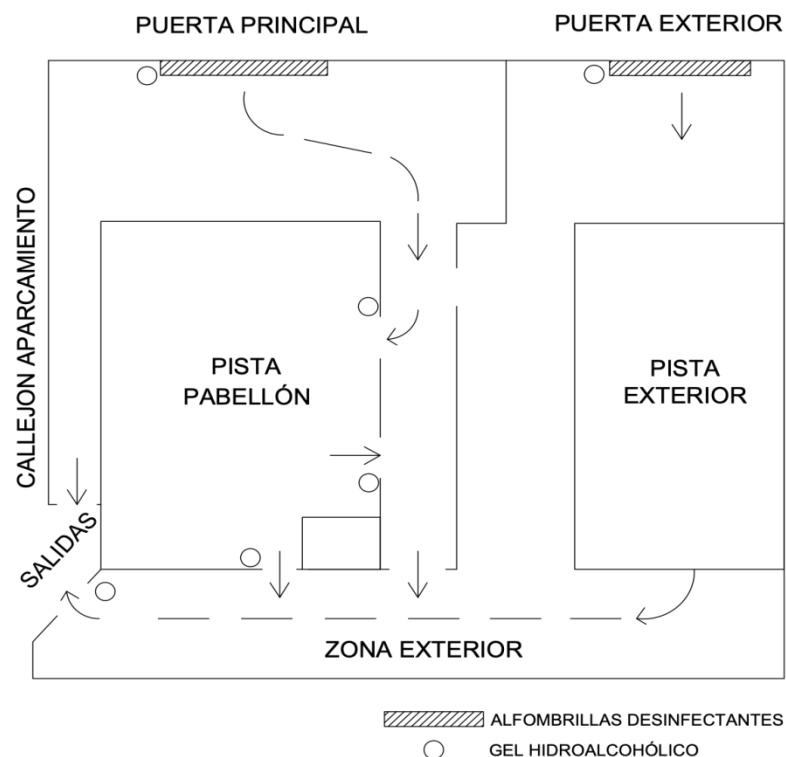 PUERTA PRINCIPAL
PUERTA EXTERIOR
CALLEJON APARCAMIENTO
PISTA
PABELLÓN
PISTA
EXTERIOR
SALIDAS
ZONA EXTERIOR
ALFOMBRILLAS DESINFECTANTES
GEL HIDROALCOHÓLICO